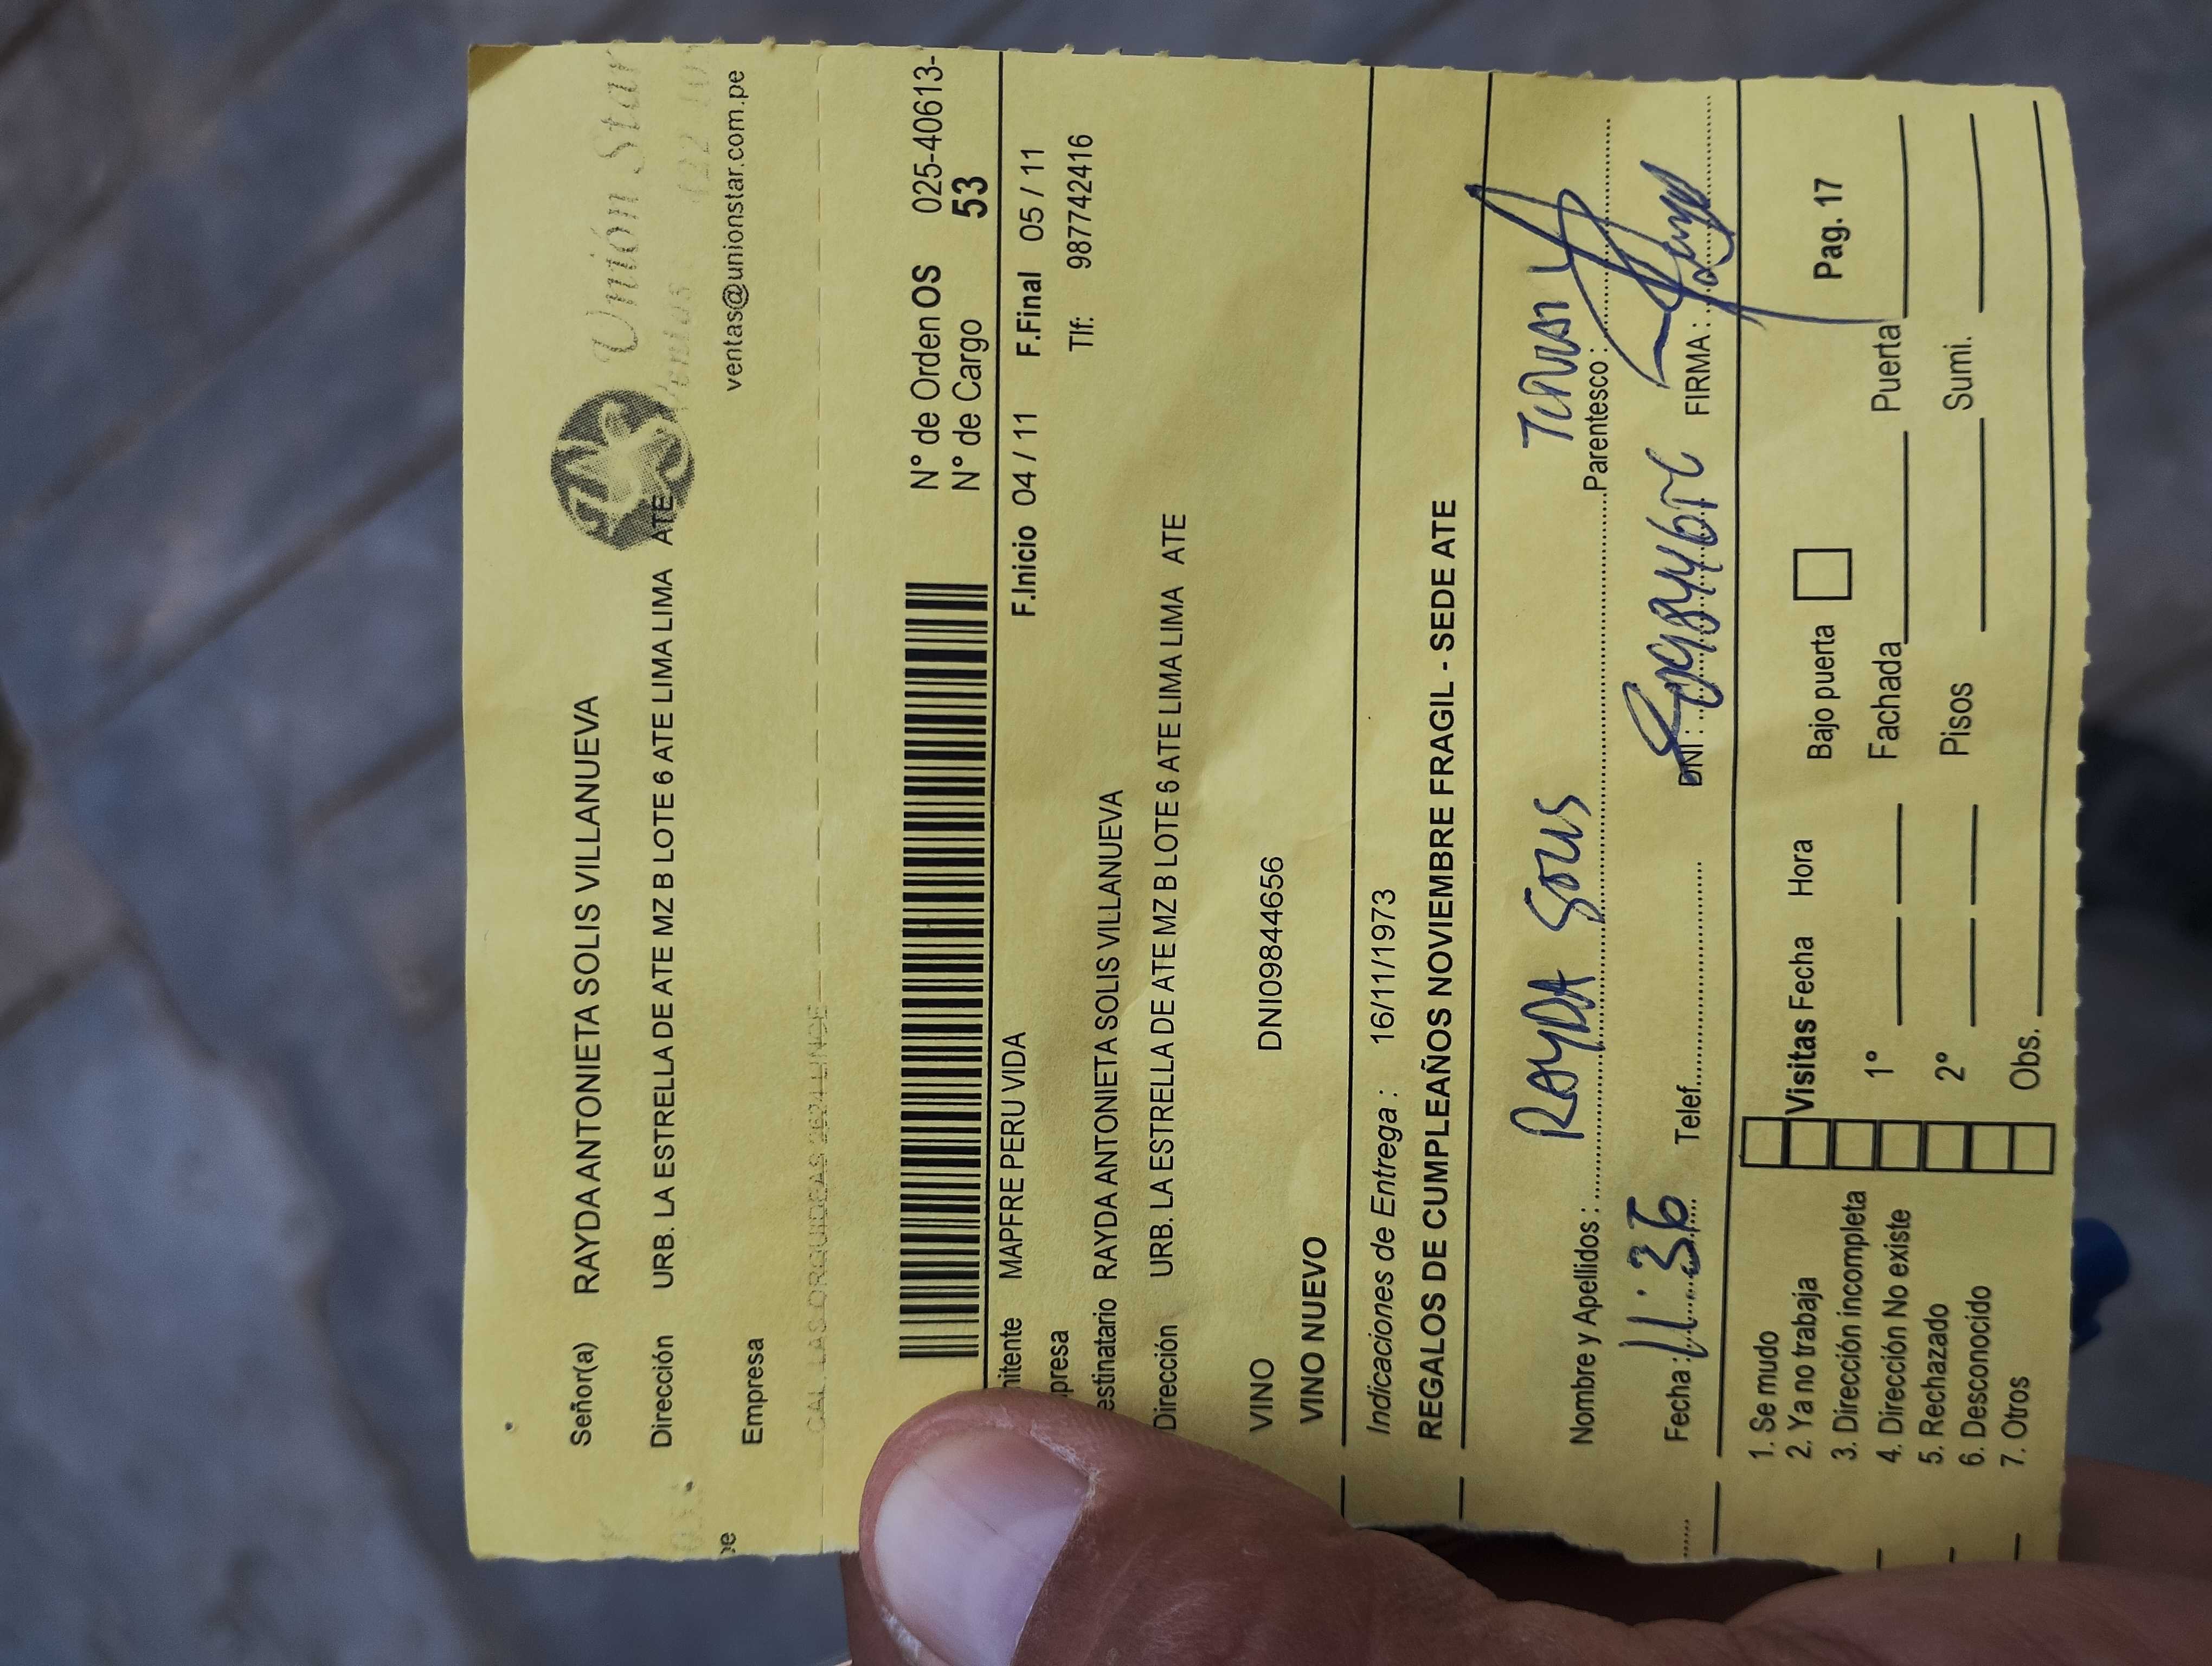 Unión Star
Señor(a) RAYDA ANTONIETA SOLIS VILLANUEVA
Dirección URB. LA ESTRELLA DE ATE MZ B LOTE 6 ATE LIMA LIMA ATE
ventas@unionstar.com.pe
Empresa
N° de Orden OS 025-40613-
N° de Cargo 53
MAPFRE PERU VIDA F.Inicio 04 / 11 F.Final 05 / 11
Tlf: 987742416
RAYDA ANTONIETA SOLIS VILLANUEVA
Dirección URB. LA ESTRELLA DE ATE MZ B LOTE 6 ATE LIMA LIMA ATE
VINO DNI09844656
VINO NUEVO
Indicaciones de Entrega : 16/11/1973
REGALOS DE CUMPLEAÑOS NOVIEMBRE FRAGIL - SEDE ATE
Nombre y Apellidos : RAYDA SOLIS Parentesco :
Fecha : 11:36 Telef. DNI : FIRMA :
1. Se mudo
2. Ya no trabaja Visitas Fecha Hora Bajo puerta Pag. 17
3. Dirección incompleta
4. Dirección No existe 1° Fachada Puerta
5. Rechazado
6. Desconocido 2° Pisos Sumi.
7. Otros Obs.